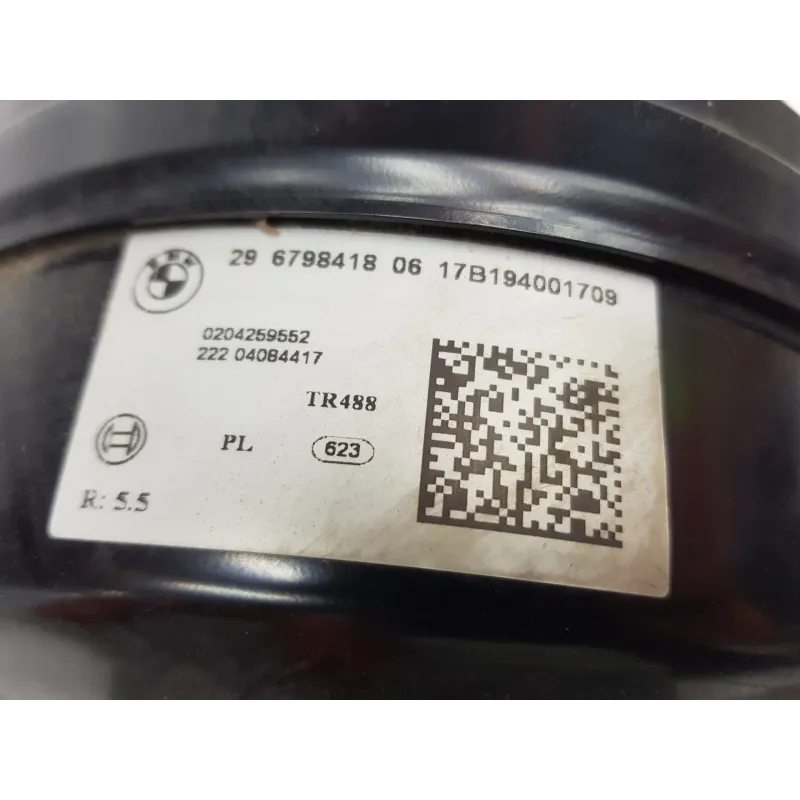 29 6798418 06 17B194001709
0204259552
222 04084417
TR488
PL 623
R: 5.5